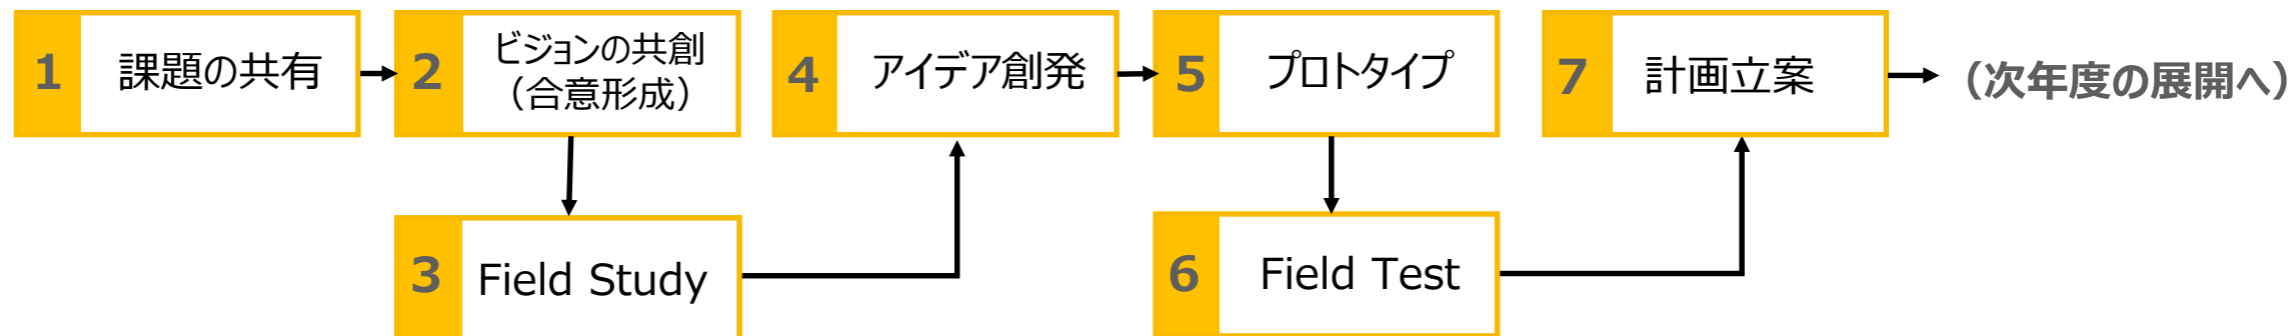 1 課題の共有
2 ビジョンの共創
（合意形成）
3 Field Study
4 アイデア創発
5 プロトタイプ
6 Field Test
7 計画立案
（次年度の展開へ）